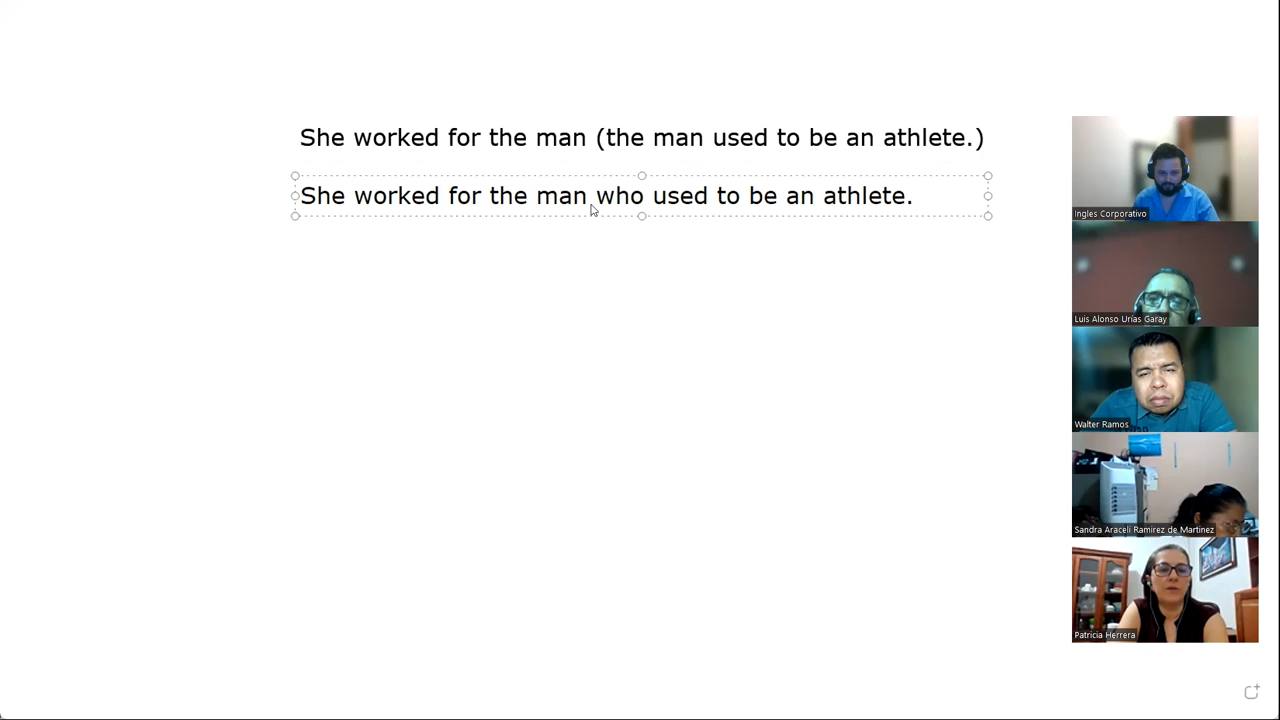 She worked for the man (the man used to be an athlete.)
She worked for the man who used to be an athlete.
Ingles Corporativo
Luis Alonso Urías Garay
Walter Ramos
Sandra Araceli Ramirez de Martinez
Patricia Herrera